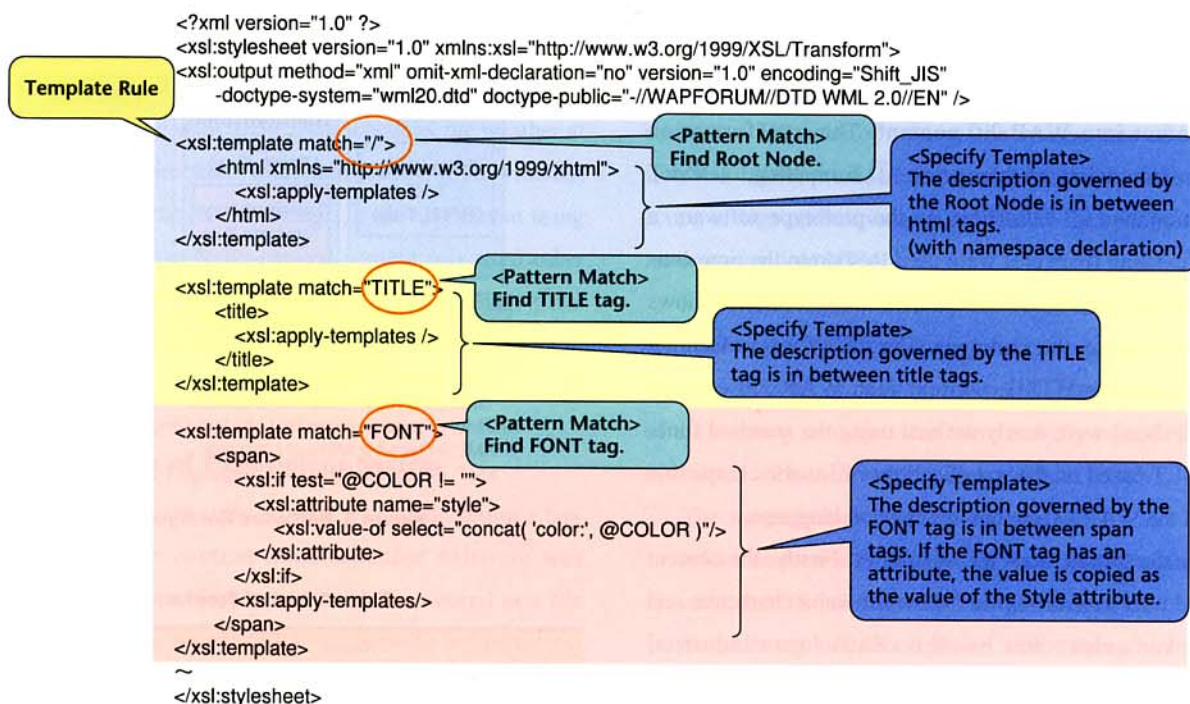 <?xml version="1.0" ?>
<xsl:stylesheet version="1.0" xmlns:xsl="http://www.w3.org/1999/XSL/Transform">
<xsl:output method="xml" omit-xml-declaration="no" version="1.0" encoding="Shift_JIS"
-doctype-system="wml20.dtd" doctype-public="-//WAPFORUM//DTD WML 2.0//EN" />
Template Rule
<xsl:template match="/">
<html xmlns="http://www.w3.org/1999/xhtml">
<xsl:apply-templates />
</html>
</xsl:template>
<Pattern Match>
Find Root Node.
<Specify Template>
The description governed by
the Root Node is in between
html tags.
(with namespace declaration)
<xsl:template match="TITLE">
<title>
<xsl:apply-templates />
</title>
</xsl:template>
<Pattern Match>
Find TITLE tag.
<Specify Template>
The description governed by the TITLE
tag is in between title tags.
<xsl:template match="FONT">
<span>
<xsl:if test="@COLOR != "">
<xsl:attribute name="style">
<xsl:value-of select="concat( 'color:', @COLOR )"/>
</xsl:attribute>
</xsl:if>
<xsl:apply-templates/>
</span>
</xsl:template>
~
</xsl:stylesheet>
<Pattern Match>
Find FONT tag.
<Specify Template>
The description governed by the
FONT tag is in between span
tags. If the FONT tag has an
attribute, the value is copied as
the value of the Style attribute.